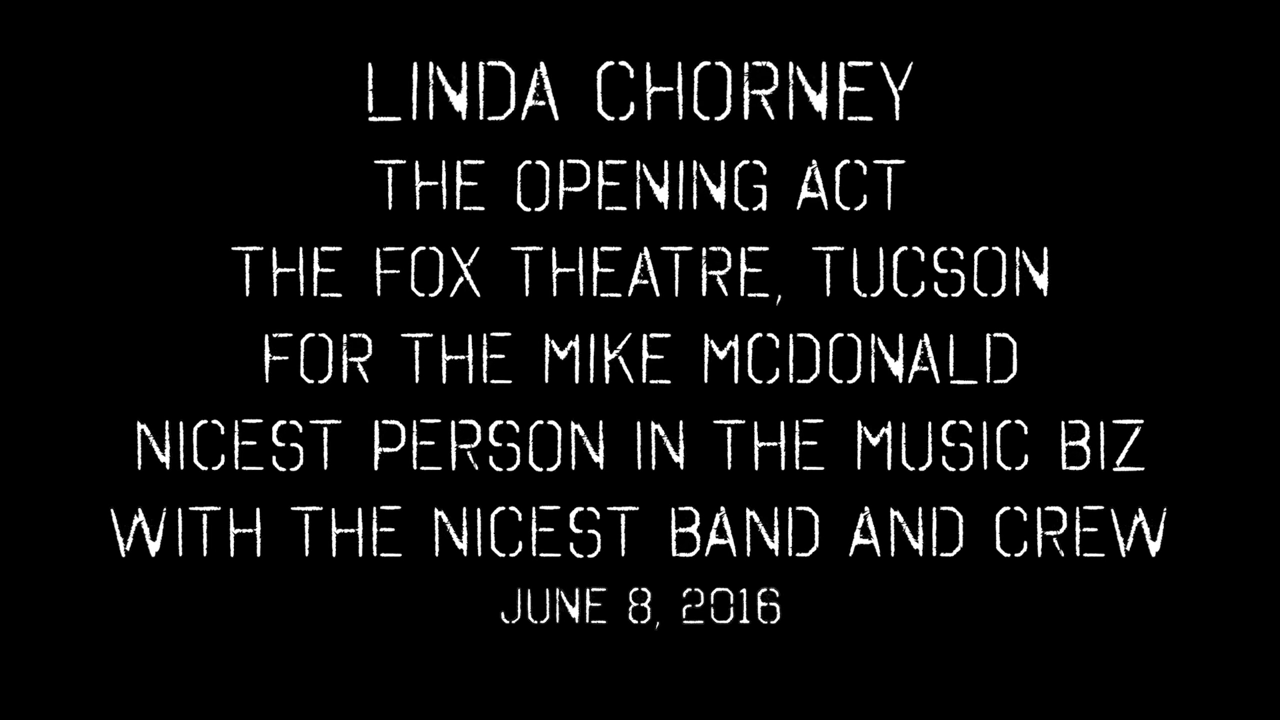 LINDA CHORNEY
THE OPENING ACT
THE FOX THEATRE, TUCSON
FOR THE MIKE MCDONALD
NICEST PERSON IN THE MUSIC BIZ
WITH THE NICEST BAND AND CREW
JUNE 8, 2016